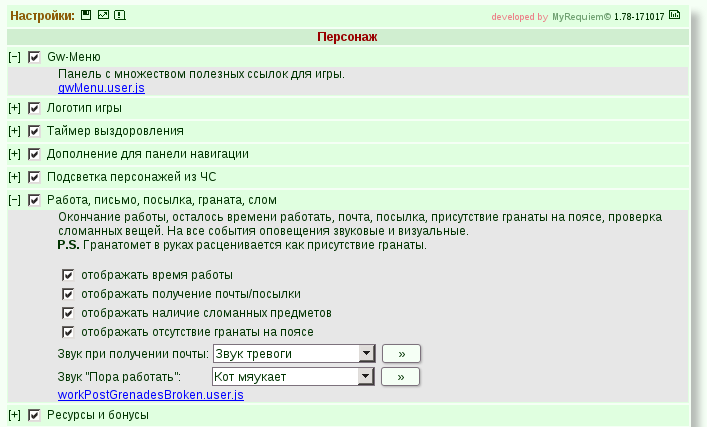 Настройки: developed by MyRequiem© 1.78-171017
Персонаж
[−] Gw-Меню
Панель с множеством полезных ссылок для игры.
gwMenu.user.js
[+] Логотип игры
[+] Таймер выздоровления
[+] Дополнение для панели навигации
[+] Подсветка персонажей из ЧС
[−] Работа, письмо, посылка, граната, слом
Окончание работы, осталось времени работать, почта, посылка, присутствие гранаты на поясе, проверка
сломанных вещей. На все события оповещения звуковые и визуальные.
P.S. Гранатомет в руках расценивается как присутствие гранаты.
отображать время работы
отображать получение почты/посылки
отображать наличие сломанных предметов
отображать отсутствие гранаты на поясе
Звук при получении почты: Звук тревоги »
Звук "Пора работать": Кот мяукает »
workPostGrenadesBroken.user.js
[+] Ресурсы и бонусы